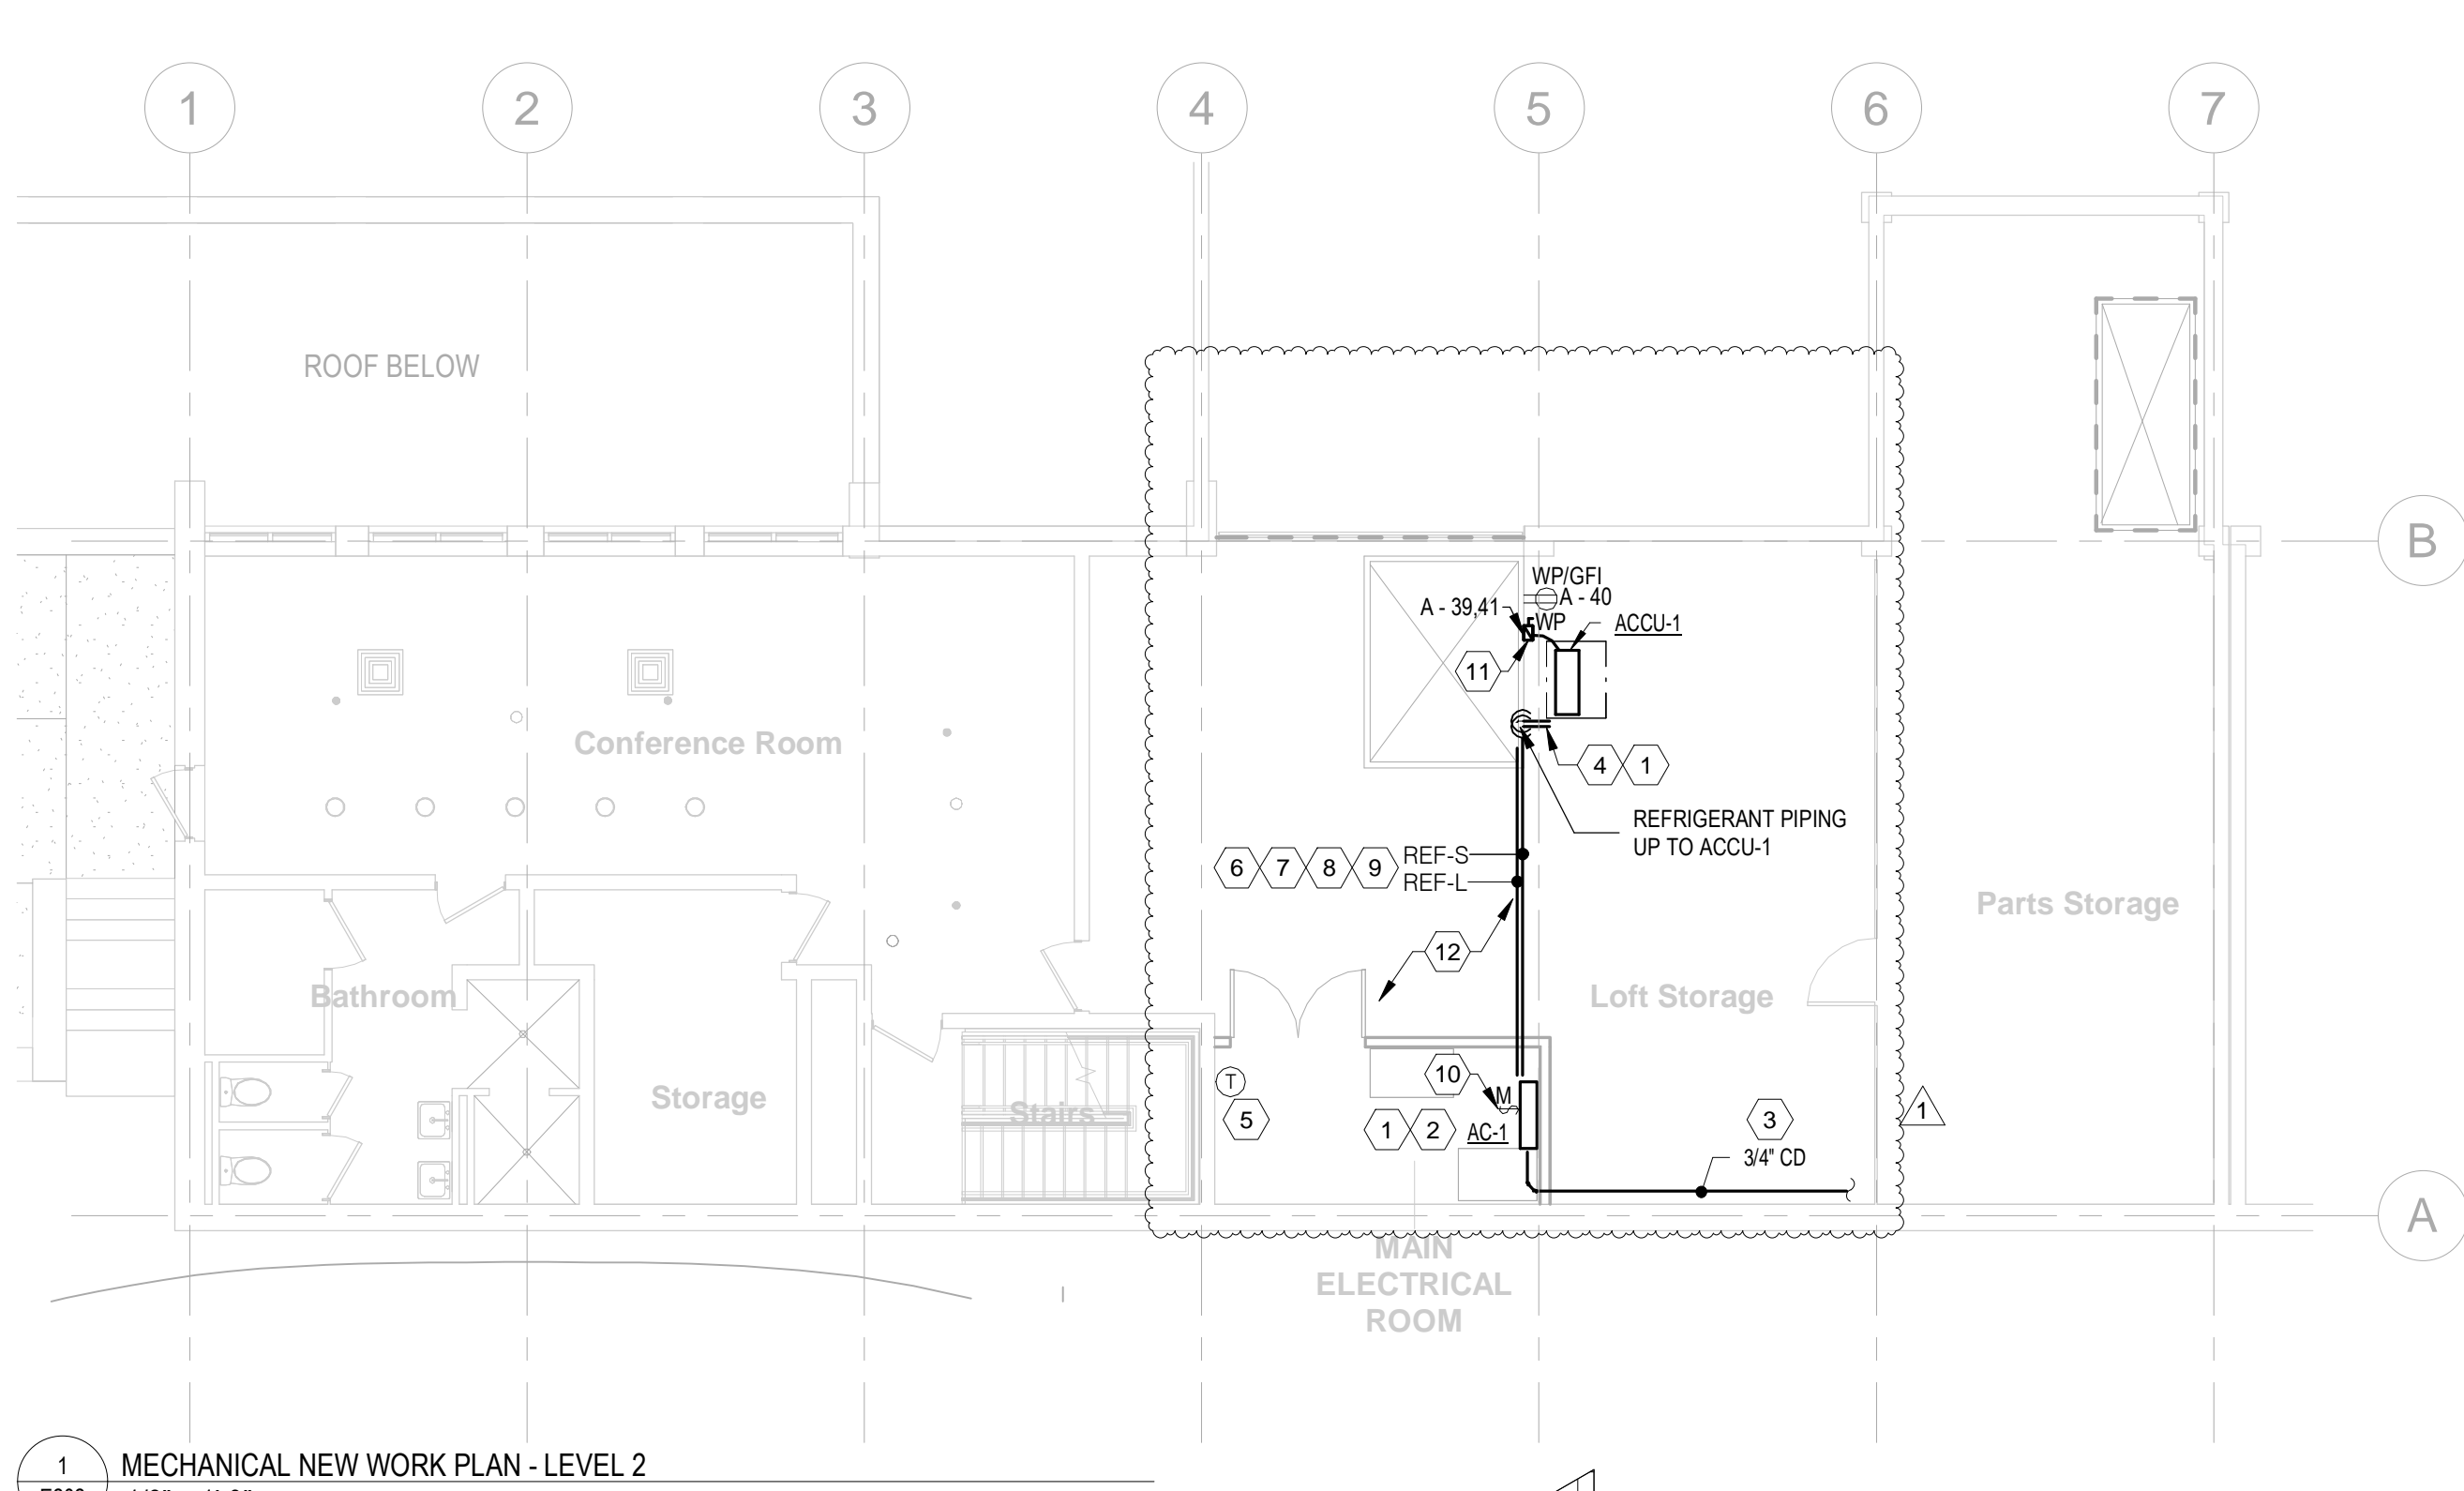 1 2 3 4 5 6 7
ROOF BELOW
B
WP/GFI
A - 40
A - 39,41
WP
ACCU-1
11
Conference Room
4 1
REFRIGERANT PIPING
UP TO ACCU-1
6 7 8 9 REF-S
REF-L
Parts Storage
12
Bathroom
Loft Storage
10
M
T
Storage
Stairs
5
1 2 AC-1
3
1
3/4" CD
A
MAIN
ELECTRICAL
ROOM
1 MECHANICAL NEW WORK PLAN - LEVEL 2